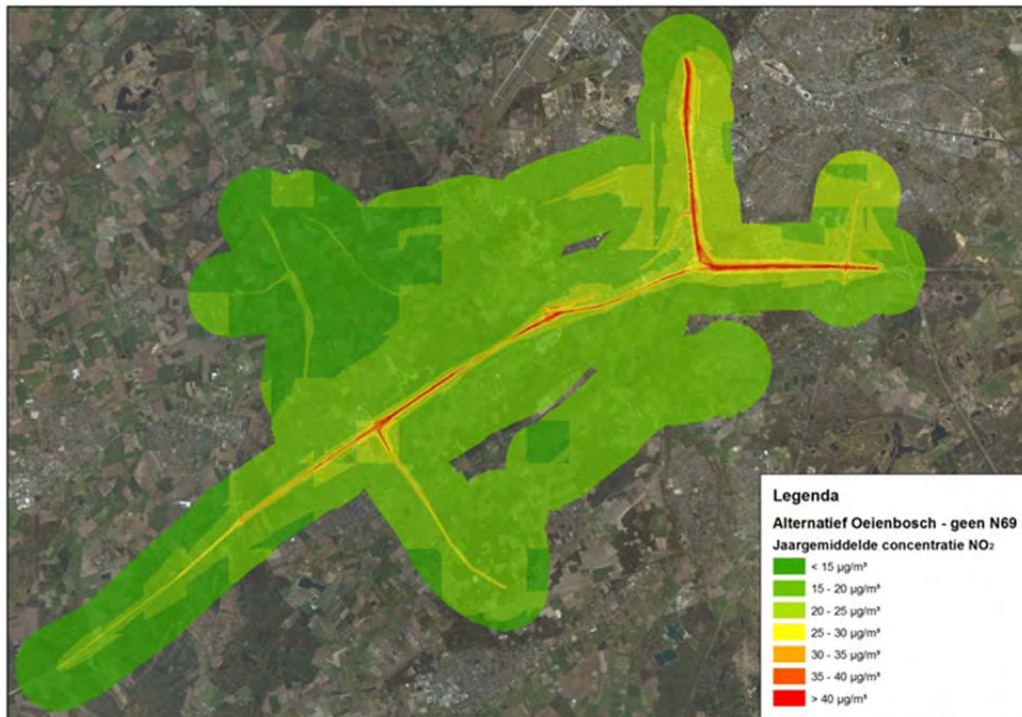 Legenda
Alternatief Oeienbosch - geen N69
Jaargemiddelde concentratie NO₂
< 15 µg/m³
15 - 20 µg/m³
20 - 25 µg/m³
25 - 30 µg/m³
30 - 35 µg/m³
35 - 40 µg/m³
> 40 µg/m³